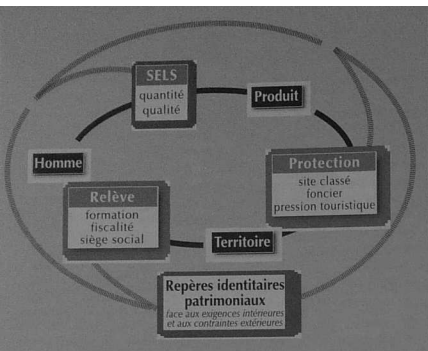 SELS
quantité
qualité
Produit
Homme
Protection
site classé
foncier
pression touristique
Relève
formation
fiscalité
siège social
Territoire
Repères identitaires
patrimoniaux
face aux exigences intérieures
et aux contraintes extérieures